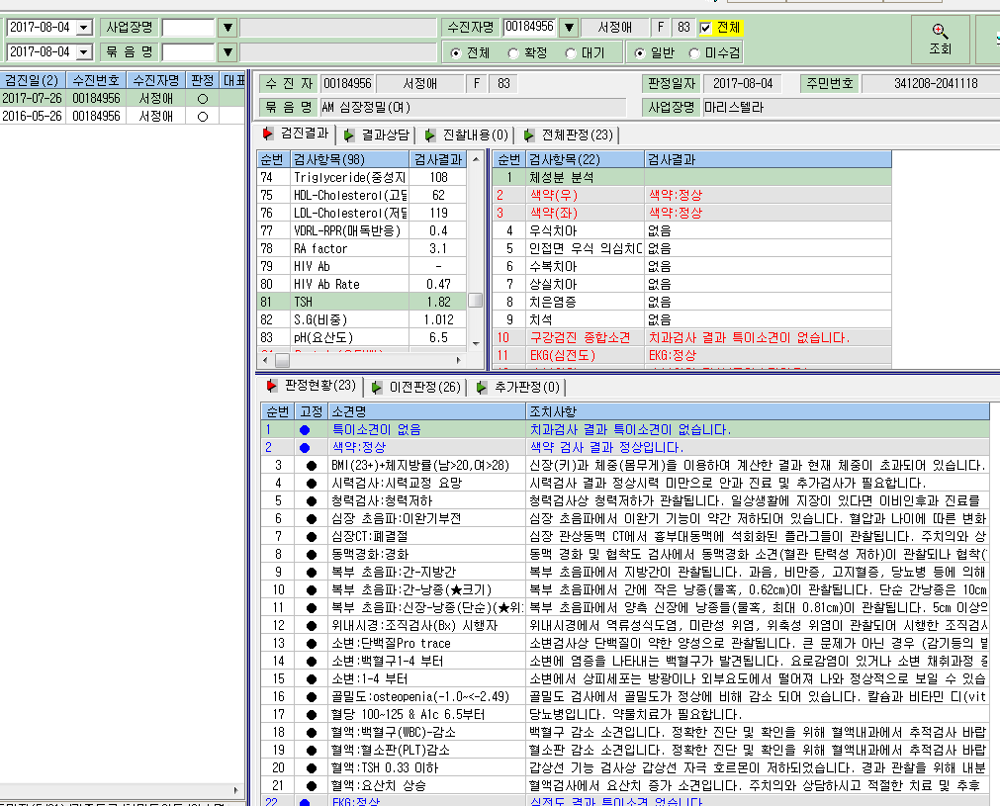 2017-08-04 사업장명 수진자명 00184956 서정애 F 83 전체 조회
2017-08-04 묶 음 명 전체 확정 대기 일반 미수검
검진일(2) 수진번호 수진자명 판정 대표
2017-07-26 00184956 서정애 ○
2016-05-26 00184956 서정애 ○
수 진 자 00184956 서정애 F 83 판정일자 2017-08-04 주민번호 341208-2041118
묶 음 명 AM 심장정밀(여) 사업장명 마리스텔라
검진결과 결과상담 진찰내용(0) 전체판정(23)
순번 검사항목(98) 검사결과
74 Triglyceride(중성지 108
75 HDL-Cholesterol(고밀 62
76 LDL-Cholesterol(저밀 119
77 VDRL-RPR(매독반응) 0.4
78 RA factor 3.1
79 HIV Ab -
80 HIV Ab Rate 0.47
81 TSH 1.82
82 S.G(비중) 1.012
83 pH(요산도) 6.5
순번 검사항목(22) 검사결과
1 체성분 분석
2 색약(우) 색약:정상
3 색약(좌) 색약:정상
4 우식치아 없음
5 인접면 우식 의심치아 없음
6 수복치아 없음
7 상실치아 없음
8 치은염증 없음
9 치석 없음
10 구강검진 종합소견 치과검사 결과 특이소견이 없습니다.
11 EKG(심전도) EKG:정상
판정현황(23) 이전판정(26) 추가판정(0)
순번 고정 소견명 조치사항
1 ● 특이소견이 없음 치과검사 결과 특이소견이 없습니다.
2 ● 색약:정상 색약 검사 결과 정상입니다.
3 ● BMI(23+)+체지방률(남>20,여>28) 신장(키)과 체중(몸무게)을 이용하여 계산한 결과 현재 체중이 초과되어 있습니다.
4 ● 시력검사:시력교정 요망 시력검사 결과 정상시력 미만으로 안과 진료 및 추가검사가 필요합니다.
5 ● 청력검사:청력저하 청력검사상 청력저하가 관찰됩니다. 일상생활에 지장이 있다면 이비인후과 진료를
6 ● 심장 초음파:이완기부전 심장 초음파에서 이완기 기능이 약간 저하되어 있습니다. 혈압과 나이에 따른 변화
7 ● 심장CT:폐결절 심장 관상동맥 CT에서 흉부대동맥에 석회화된 플라그들이 관찰됩니다. 주치의와 상
8 ● 동맥경화:경화 동맥 경화 및 협착도 검사에서 동맥경화 소견(혈관 탄력성 저하)이 관찰되나 협착(
9 ● 복부 초음파:간-지방간 복부 초음파에서 지방간이 관찰됩니다. 과음, 비만증, 고지혈증, 당뇨병 등에 의해
10 ● 복부 초음파:간-낭종(★크기) 복부 초음파에서 간에 작은 낭종(물혹, 0.62cm)이 관찰됩니다. 단순 간낭종은 10cm
11 ● 복부 초음파:신장-낭종(단순)(★위 복부 초음파에서 양측 신장에 낭종들(물혹, 최대 0.81cm)이 관찰됩니다. 5cm 이상의
12 ● 위내시경:조직검사(Bx) 시행자 위내시경에서 역류성식도염, 미란성 위염, 위축성 위염이 관찰되어 시행한 조직검사
13 ● 소변:단백질Pro trace 소변검사상 단백질이 약한 양성으로 관찰됩니다. 큰 문제가 아닌 경우 (감기등의 발
14 ● 소변:백혈구1-4 부터 소변에 염증을 나타내는 백혈구가 발견됩니다. 요로감염이 있거나 소변 채취과정 중
15 ● 소변:1-4 부터 소변에서 상피세포는 방광이나 외부요도에서 떨어져 나와 정상적으로 보일 수 있습
16 ● 골밀도:osteopenia(-1.0~<-2.49) 골밀도 검사에서 골밀도가 정상에 비해 감소 되어 있습니다. 칼슘과 비타민 디(vit
17 ● 혈당 100~125 & A1c 6.5부터 당뇨병입니다. 약물치료가 필요합니다.
18 ● 혈액:백혈구(WBC)-감소 백혈구 감소 소견입니다. 정확한 진단 및 확인을 위해 혈액내과에서 추적검사 바랍
19 ● 혈액:혈소판(PLT)감소 혈소판 감소 소견입니다. 정확한 진단 및 확인을 위해 혈액내과에서 추적검사 바랍
20 ● 혈액:TSH 0.33 이하 갑상선 기능 검사상 갑상선 자극 호르몬이 저하되었습니다. 경과 관찰을 위해 내분
21 ● 혈액:요산치 상승 혈액검사에서 요산치 증가 소견입니다. 주치의와 상담하시고 적절한 치료 및 추후
22 ● EKG:정상 심전도 결과 특이소견 없습니다